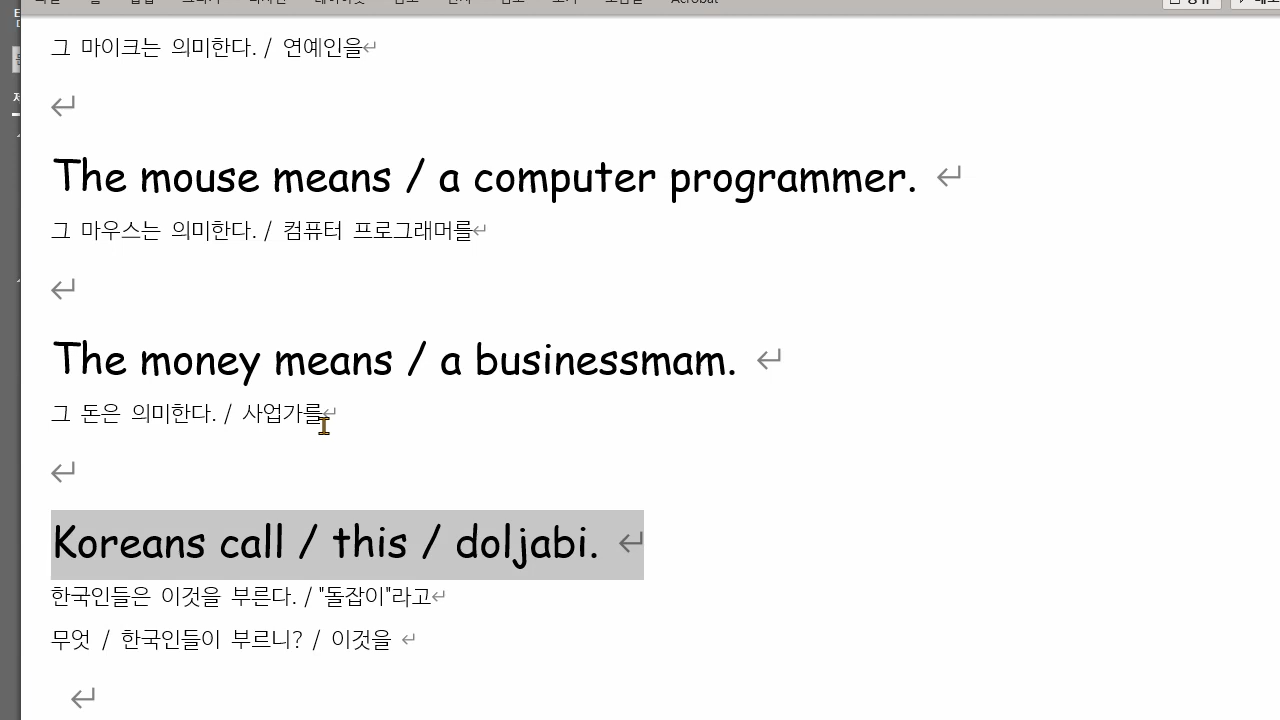 그 마이크는 의미한다. / 연예인을
The mouse means / a computer programmer.
그 마우스는 의미한다. / 컴퓨터 프로그래머를
The money means / a businessmam.
그 돈은 의미한다. / 사업가를
Koreans call / this / doljabi.
한국인들은 이것을 부른다. / "돌잡이"라고
무엇 / 한국인들이 부르니? / 이것을